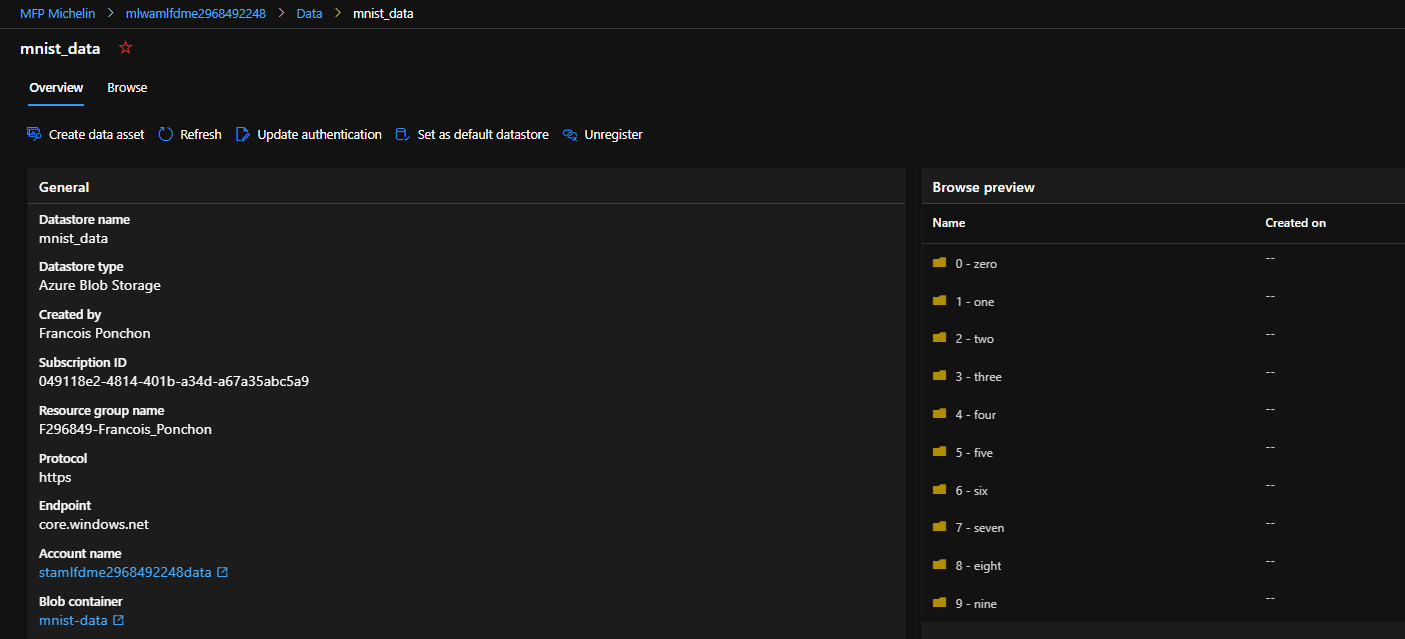 MFP Michelin > mlwamlfdme2968492248 > Data > mnist_data
mnist_data
Overview Browse
Create data asset Refresh Update authentication Set as default datastore Unregister
General
Datastore name
mnist_data
Datastore type
Azure Blob Storage
Created by
Francois Ponchon
Subscription ID
049118e2-4814-401b-a34d-a67a35abc5a9
Resource group name
F296849-Francois_Ponchon
Protocol
https
Endpoint
core.windows.net
Account name
stamlfdme2968492248data
Blob container
mnist-data
Browse preview
Name Created on
0 - zero --
1 - one --
2 - two --
3 - three --
4 - four --
5 - five --
6 - six --
7 - seven --
8 - eight --
9 - nine --